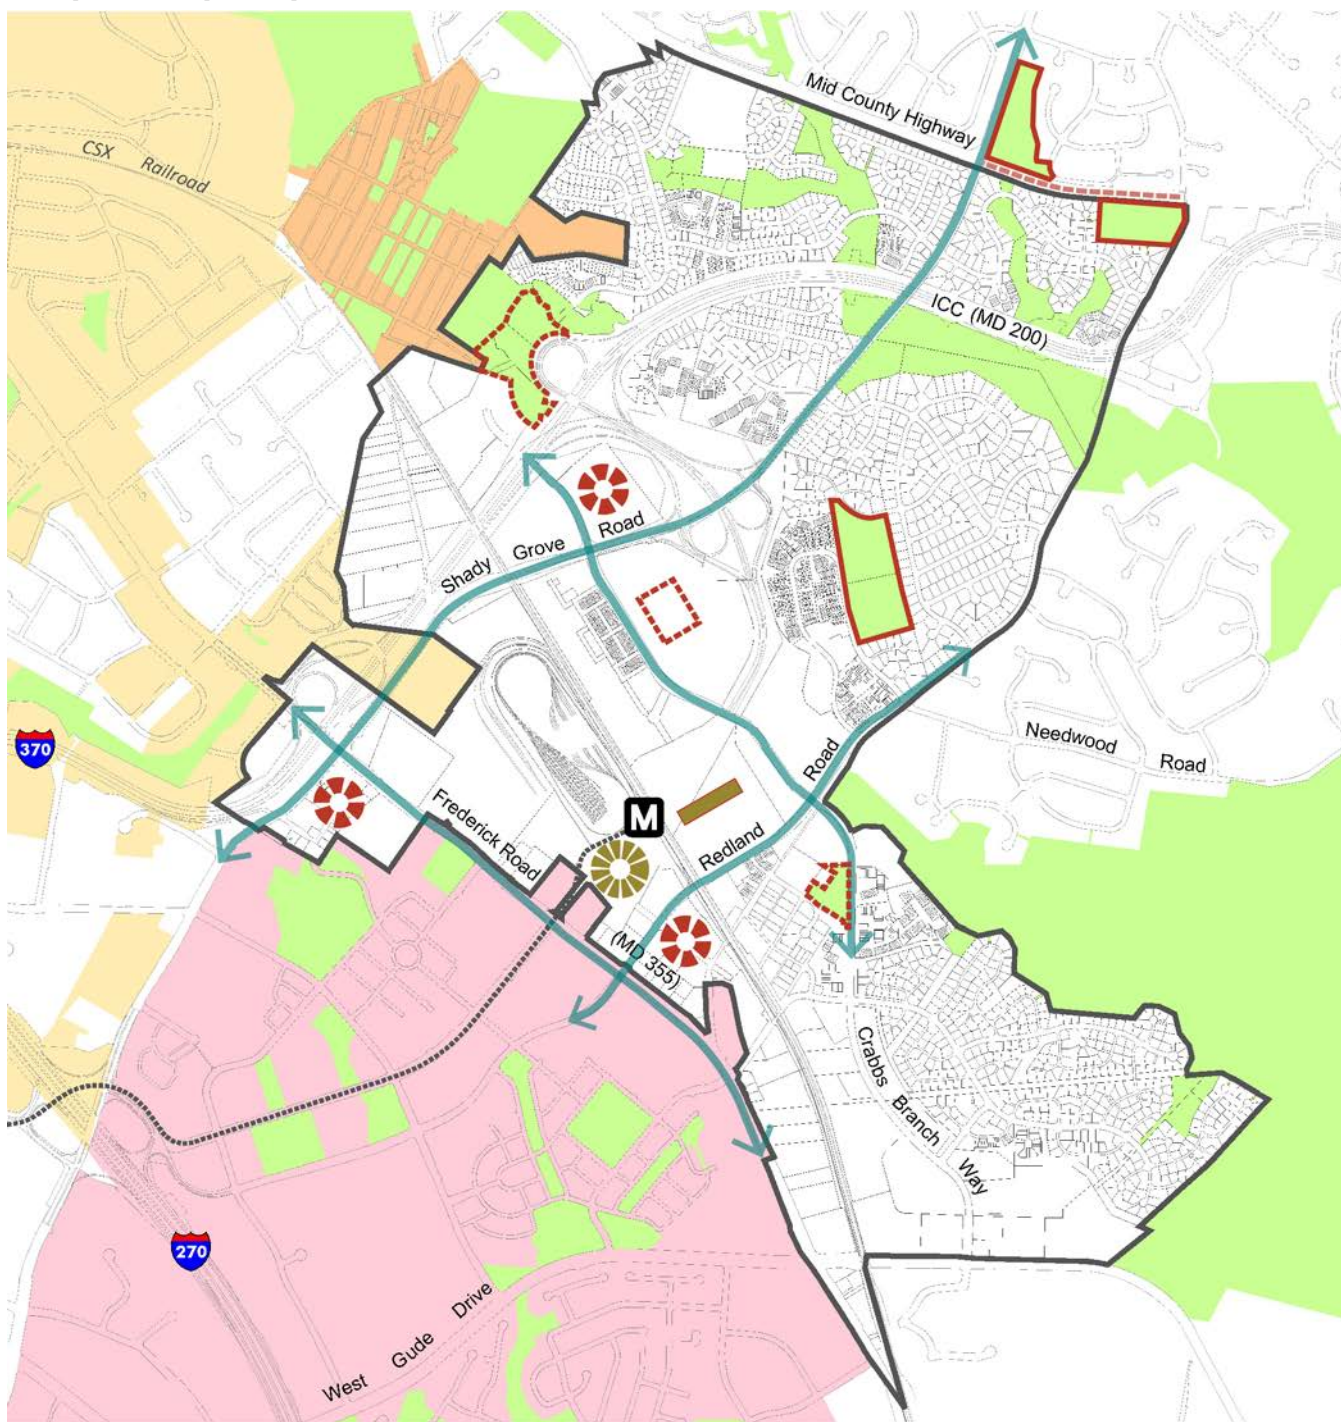 Mid County Highway
CSX Railroad
ICC (MD 200)
Shady Grove Road
370
Needwood Road
Frederick Road
M
Redland Road
(MD 355)
Crabbs Branch Way
270
West Gude Drive